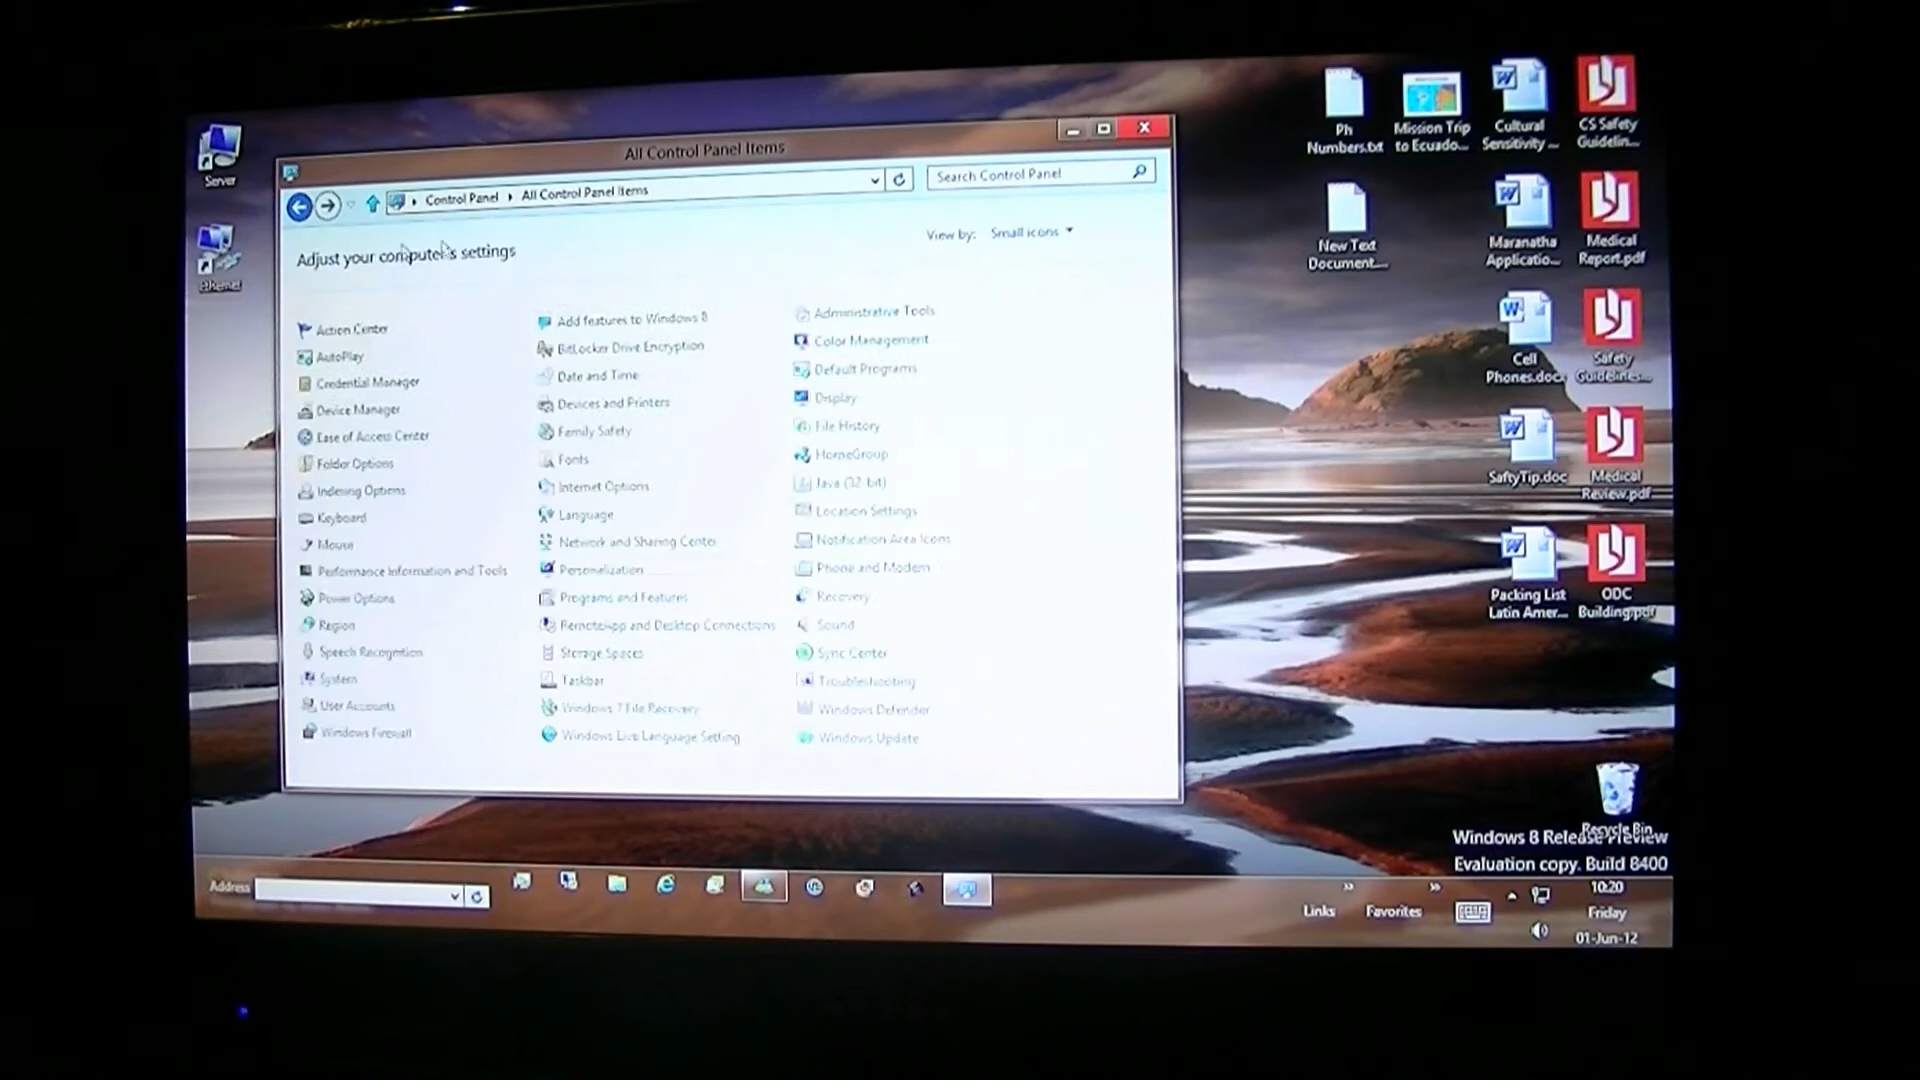 Server
Ethernet
All Control Panel Items
Control Panel
All Control Panel Items
Search Control Panel
Adjust your computer's settings
View by:
Small icons
Action Center
AutoPlay
Credential Manager
Device Manager
Ease of Access Center
Folder Options
Indexing Options
Keyboard
Mouse
Performance Information and Tools
Power Options
Region
Speech Recognition
System
User Accounts
Windows Firewall
Add features to Windows 8
BitLocker Drive Encryption
Date and Time
Devices and Printers
Family Safety
Fonts
Internet Options
Language
Network and Sharing Center
Personalization
Programs and Features
RemoteApp and Desktop Connections
Storage Spaces
Taskbar
Windows 7 File Recovery
Windows Live Language Setting
Administrative Tools
Color Management
Default Programs
Display
File History
HomeGroup
Java (32-bit)
Location Settings
Notification Area Icons
Phone and Modem
Recovery
Sound
Sync Center
Troubleshooting
Windows Defender
Windows Update
Ph
Numbers.txt
Mission Trip
to Ecuado...
Cultural
Sensitivity ...
CS Safety
Guidelin...
New Text
Document...
Maranatha
Applicatio...
Medical
Report.pdf
Cell
Phones.docx
Safety
Guidelines...
SaftyTip.doc
Medical
Review.pdf
Packing List
Latin Amer...
ODC
Building.pdf
Recycle Bin
Windows 8 Release Preview
Evaluation copy. Build 8400
Address
Links
Favorites
10:20
Friday
01-Jun-12